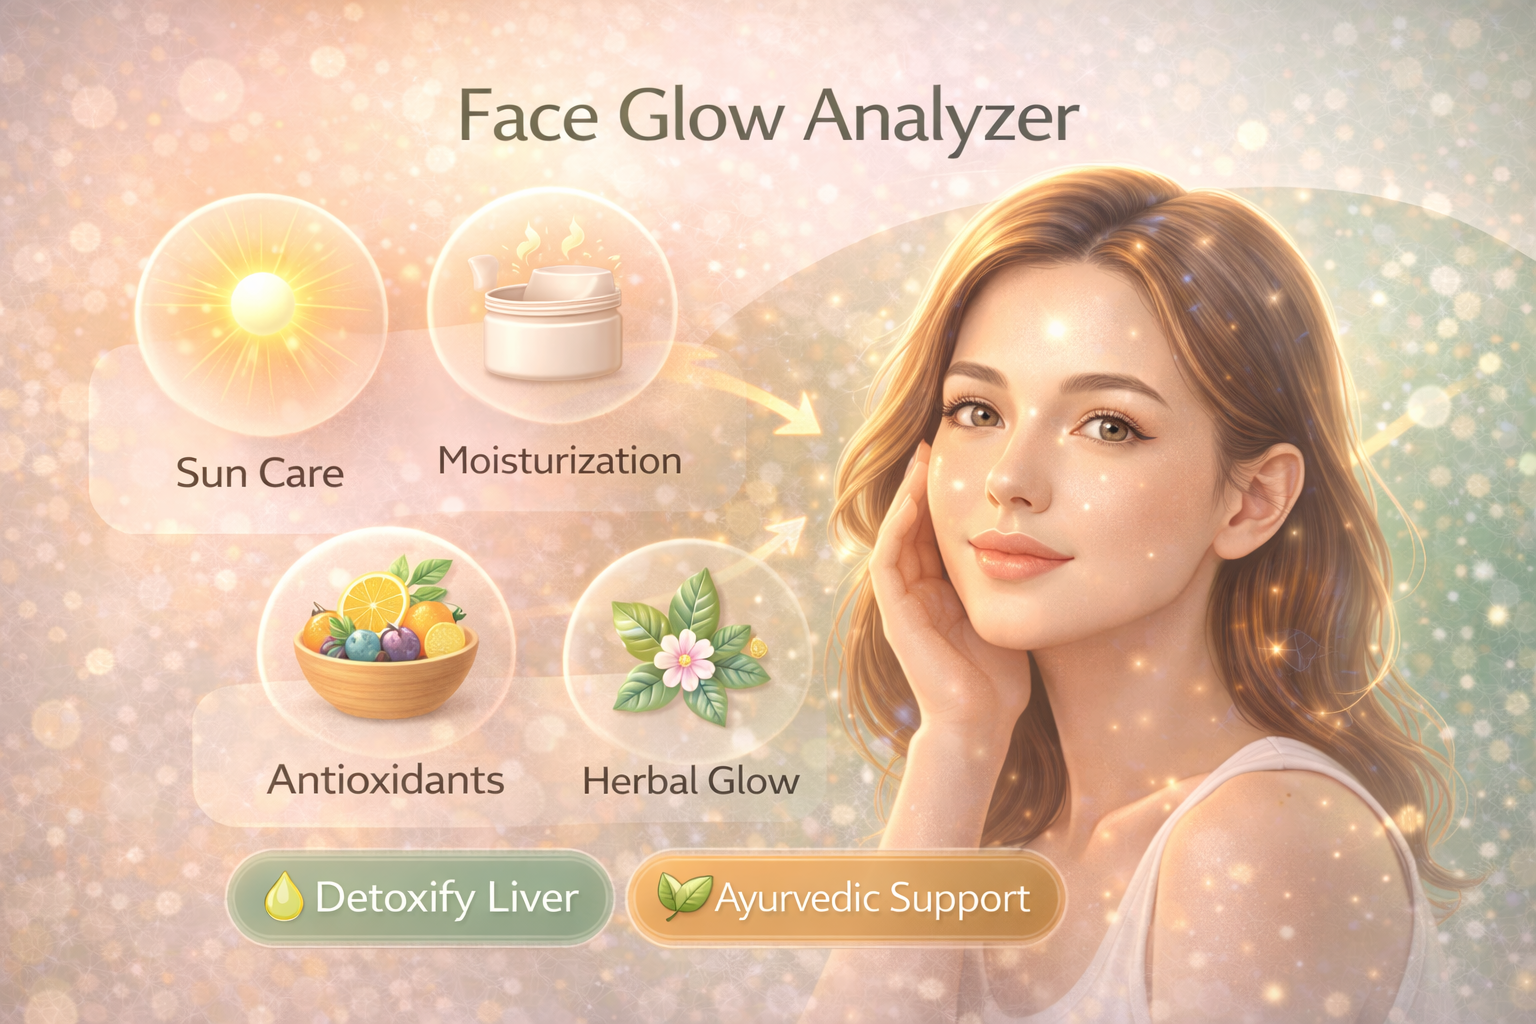 Face Glow Analyzer
Sun Care
Moisturization
Antioxidants
Herbal Glow
Detoxify Liver
Ayurvedic Support